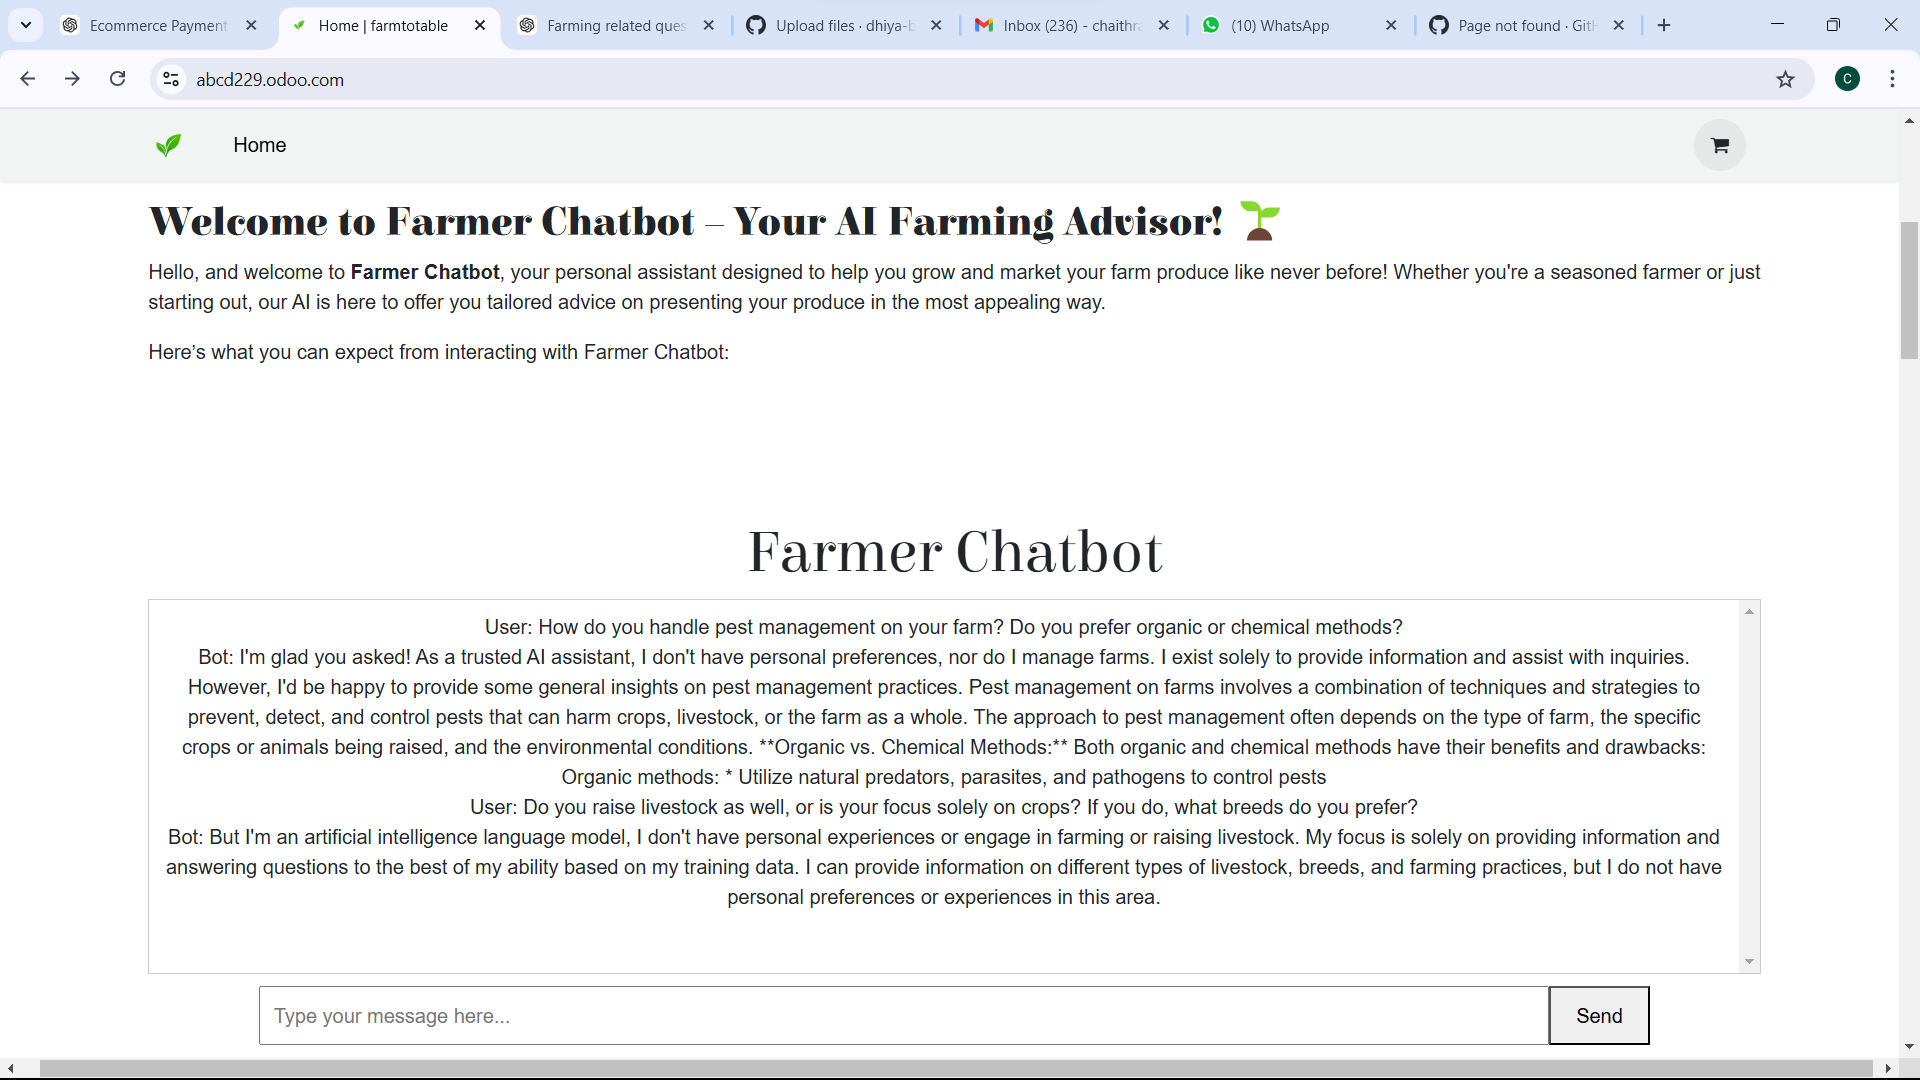 Ecommerce Payment
Home | farmtotable
Farming related ques
Upload files · dhiya-b
Inbox (236) - chaithra
(10) WhatsApp
Page not found · Git
abcd229.odoo.com
C
Home
Welcome to Farmer Chatbot – Your AI Farming Advisor!
Hello, and welcome to Farmer Chatbot, your personal assistant designed to help you grow and market your farm produce like never before! Whether you're a seasoned farmer or just
starting out, our AI is here to offer you tailored advice on presenting your produce in the most appealing way.
Here’s what you can expect from interacting with Farmer Chatbot:
Farmer Chatbot
User: How do you handle pest management on your farm? Do you prefer organic or chemical methods?
Bot: I'm glad you asked! As a trusted AI assistant, I don't have personal preferences, nor do I manage farms. I exist solely to provide information and assist with inquiries.
However, I'd be happy to provide some general insights on pest management practices. Pest management on farms involves a combination of techniques and strategies to
prevent, detect, and control pests that can harm crops, livestock, or the farm as a whole. The approach to pest management often depends on the type of farm, the specific
crops or animals being raised, and the environmental conditions. **Organic vs. Chemical Methods:** Both organic and chemical methods have their benefits and drawbacks:
Organic methods: * Utilize natural predators, parasites, and pathogens to control pests
User: Do you raise livestock as well, or is your focus solely on crops? If you do, what breeds do you prefer?
Bot: But I'm an artificial intelligence language model, I don't have personal experiences or engage in farming or raising livestock. My focus is solely on providing information and
answering questions to the best of my ability based on my training data. I can provide information on different types of livestock, breeds, and farming practices, but I do not have
personal preferences or experiences in this area.
Type your message here...
Send